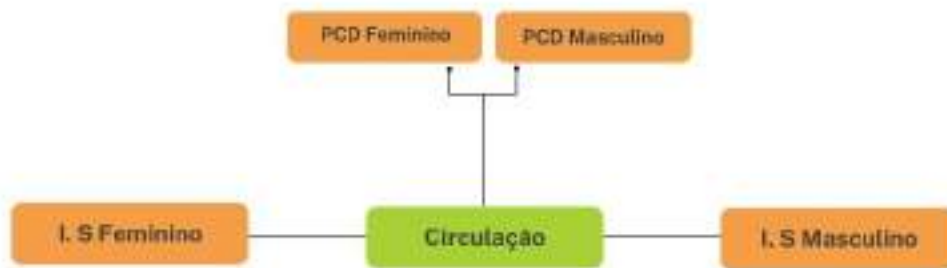 PCD Feminino
PCD Masculino
I. S Feminino
Circulação
I. S Masculino